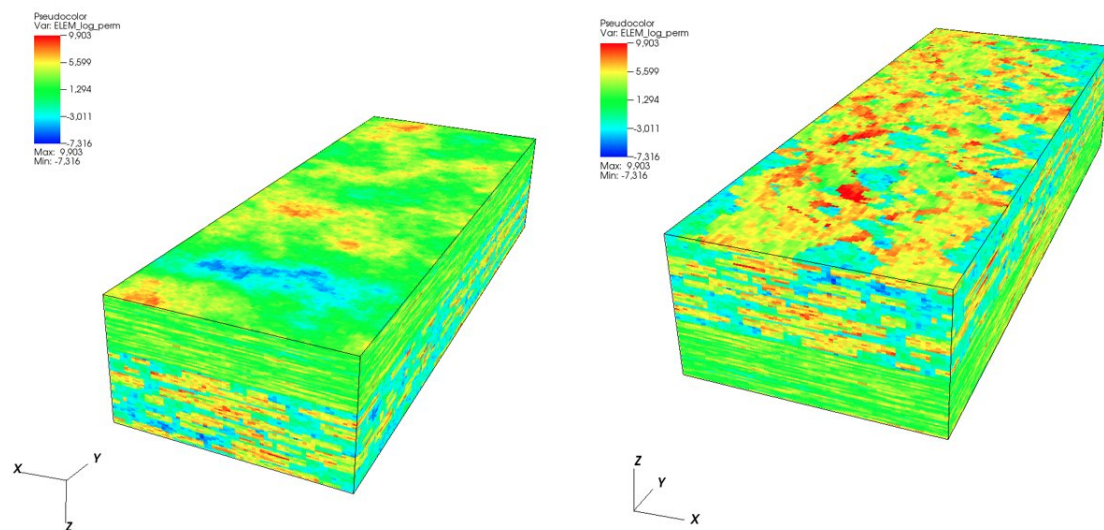 Pseudocolor
Var: ELEM_log_perm
9,903
5,599
1,294
-3,011
-7,316
Max: 9,903
Min: -7,316
X
Y
Z
Pseudocolor
Var: ELEM_log_perm
9,903
5,599
1,294
-3,011
-7,316
Max: 9,903
Min: -7,316
Z
Y
X